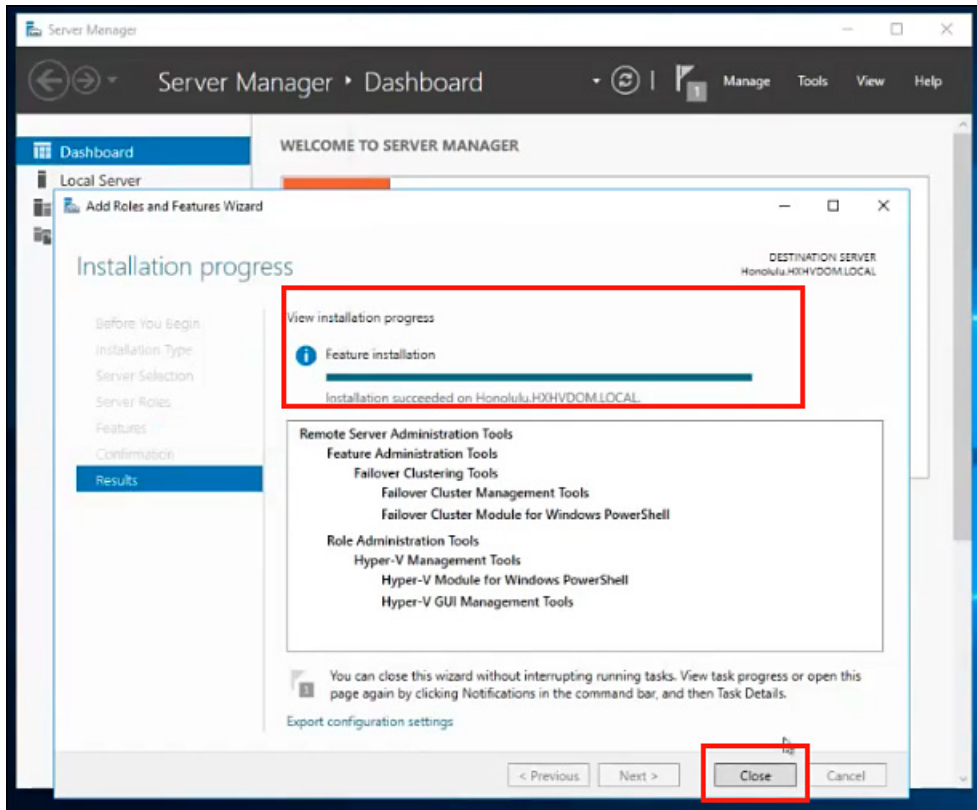 Server Manager
Server Manager ‣ Dashboard
1
Manage Tools View Help
Dashboard
WELCOME TO SERVER MANAGER
Local Server
Add Roles and Features Wizard
Installation progress
DESTINATION SERVER
Honolulu.HXHVDOM.LOCAL
Before You Begin
Installation Type
Server Selection
Server Roles
Features
Confirmation
Results
View installation progress
Feature installation
Installation succeeded on Honolulu.HXHVDOM.LOCAL.
Remote Server Administration Tools
Feature Administration Tools
Failover Clustering Tools
Failover Cluster Management Tools
Failover Cluster Module for Windows PowerShell
Role Administration Tools
Hyper-V Management Tools
Hyper-V Module for Windows PowerShell
Hyper-V GUI Management Tools
1
You can close this wizard without interrupting running tasks. View task progress or open this
page again by clicking Notifications in the command bar, and then Task Details.
Export configuration settings
< Previous Next > Close Cancel